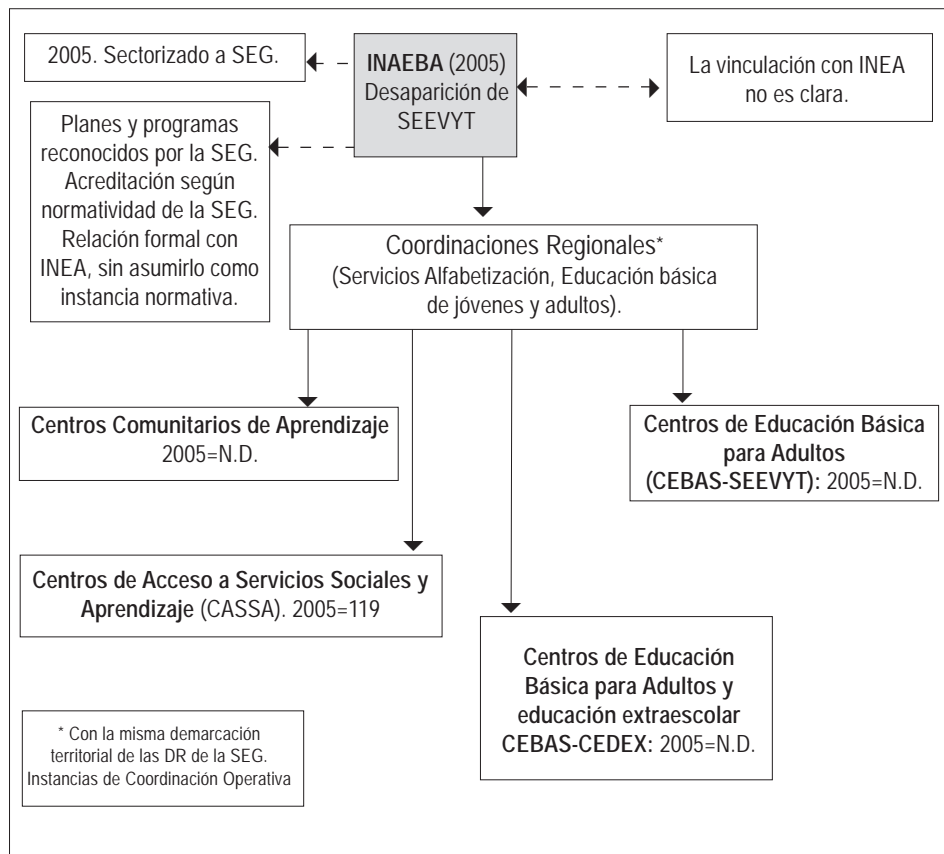 2005. Sectorizado a SEG.
INAEBA (2005)
Desaparición de
SEEVYT
La vinculación con INEA
no es clara.
Planes y programas
reconocidos por la SEG.
Acreditación según
normatividad de la SEG.
Relación formal con
INEA, sin asumirlo como
instancia normativa.
Coordinaciones Regionales*
(Servicios Alfabetización, Educación básica
de jóvenes y adultos).
Centros Comunitarios de Aprendizaje
2005=N.D.
Centros de Educación Básica
para Adultos
(CEBAS-SEEVYT): 2005=N.D.
Centros de Acceso a Servicios Sociales y
Aprendizaje (CASSA). 2005=119
Centros de Educación
Básica para Adultos y
educación extraescolar
CEBAS-CEDEX: 2005=N.D.
* Con la misma demarcación
territorial de las DR de la SEG.
Instancias de Coordinación Operativa